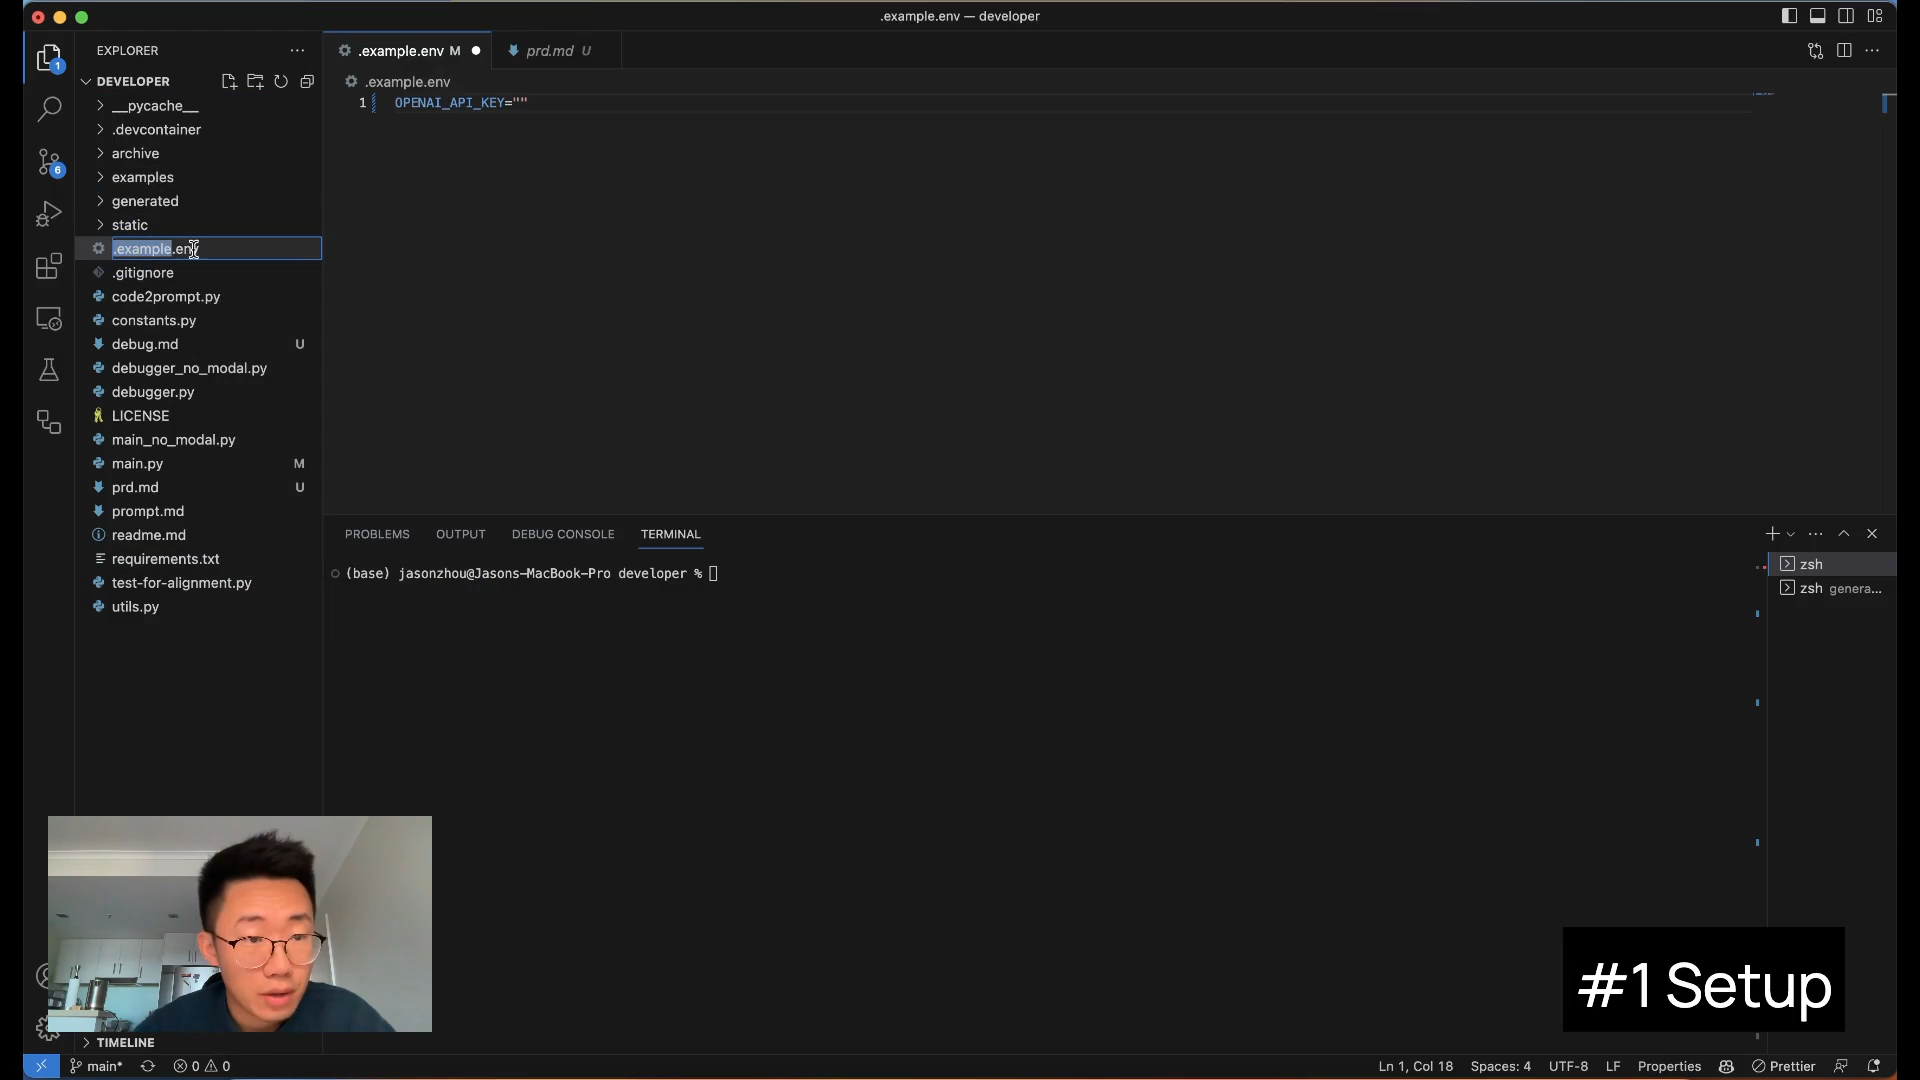 .example.env — developer
EXPLORER
DEVELOPER
__pycache__
.devcontainer
archive
examples
generated
static
.example.env
.gitignore
code2prompt.py
constants.py
debug.md U
debugger_no_modal.py
debugger.py
LICENSE
main_no_modal.py
main.py M
prd.md U
prompt.md
readme.md
requirements.txt
test-for-alignment.py
utils.py
TIMELINE
1
6
.example.env M
prd.md U
.example.env
1 OPENAI_API_KEY=""
PROBLEMS OUTPUT DEBUG CONSOLE TERMINAL
(base) jasonzhou@Jasons-MacBook-Pro developer %
zsh
zsh genera...
#1 Setup
main* 0 0
Ln 1, Col 18 Spaces: 4 UTF-8 LF Properties Prettier